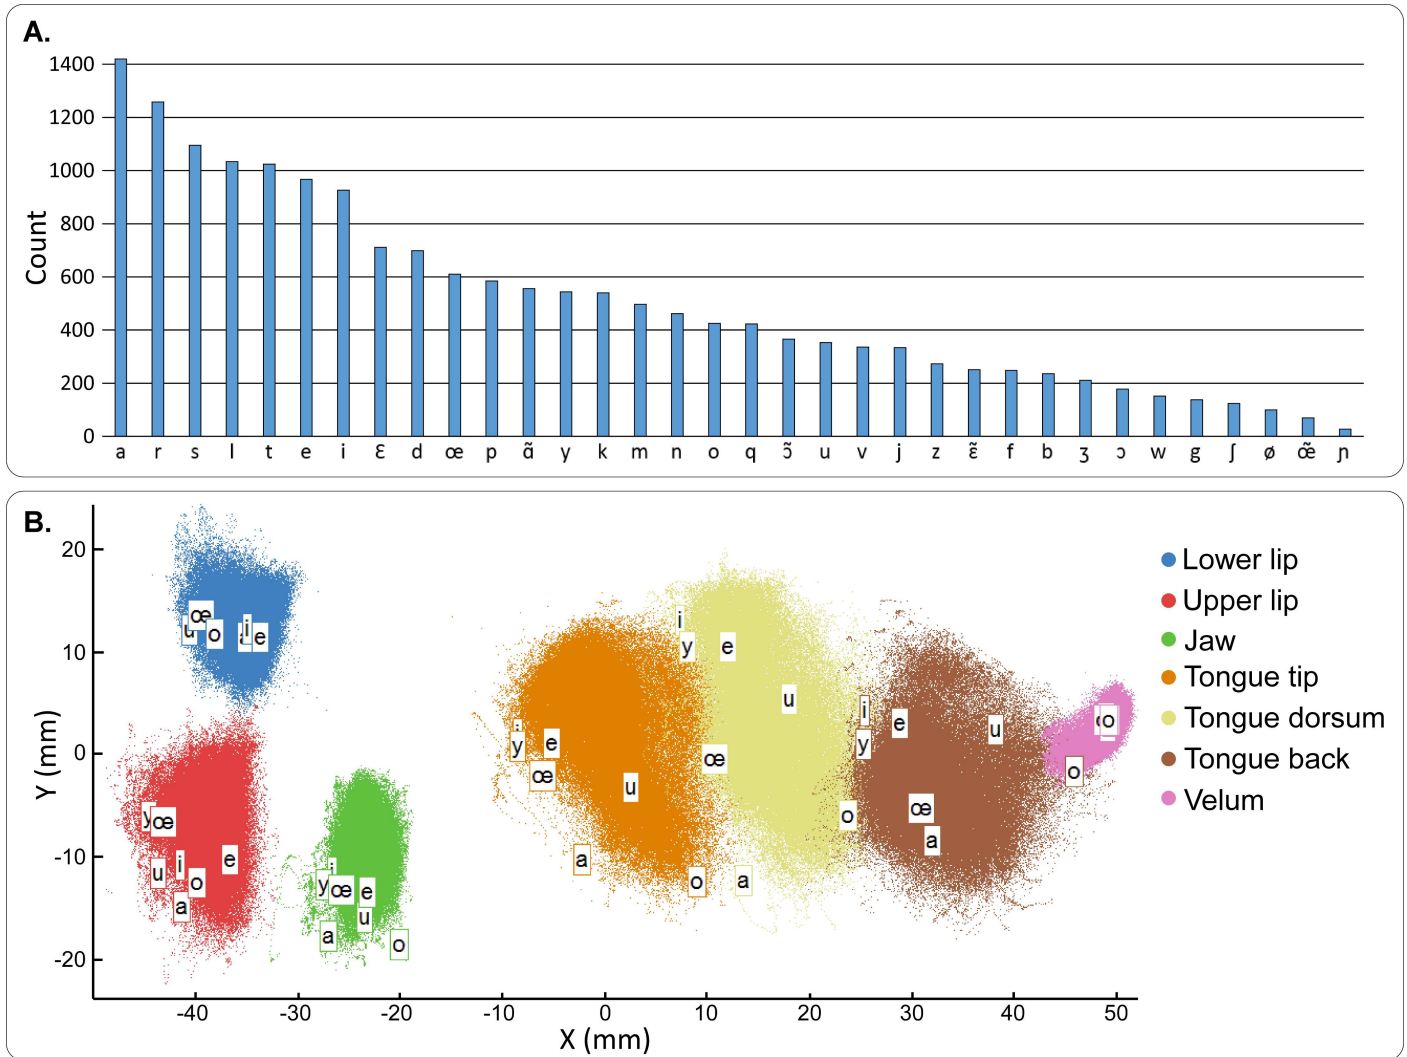 A.
Count
1400
1200
1000
800
600
400
200
0
a r s l t e i Ɛ d œ p ɑ̃ y k m n o q ɔ̃ u v j z ɛ̃ f b ʒ ɔ w g ʃ ø œ̃ ɲ
B.
Y (mm)
20
10
0
-10
-20
-40 -30 -20 -10 0 10 20 30 40 50
X (mm)
Lower lip
Upper lip
Jaw
Tongue tip
Tongue dorsum
Tongue back
Velum
u œ o i e
y œ u i o e a
y œ e u a o
i y e œ u a o
i y e u œ o a
i y e u œ a o
o